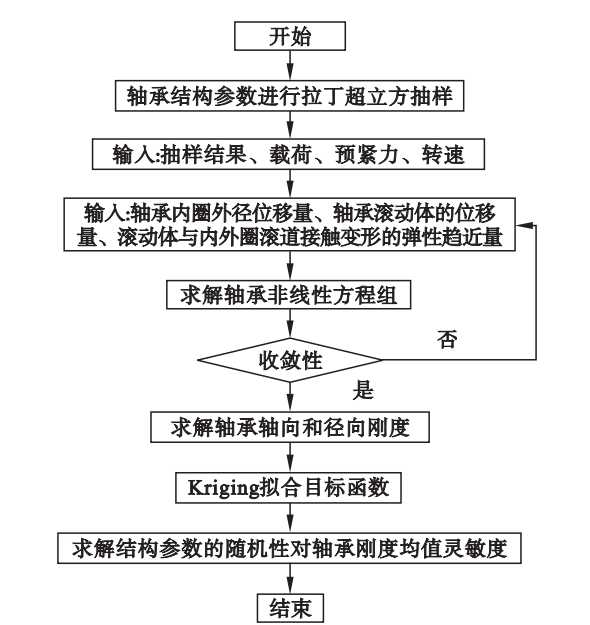 开始
轴承结构参数进行拉丁超立方抽样
输入:抽样结果、载荷、预紧力、转速
输入:轴承内圈外径位移量、轴承滚动体的位移
量、滚动体与内外圈滚道接触变形的弹性趋近量
求解轴承非线性方程组
收敛性
否
是
求解轴承轴向和径向刚度
Kriging拟合目标函数
求解结构参数的随机性对轴承刚度均值灵敏度
结束